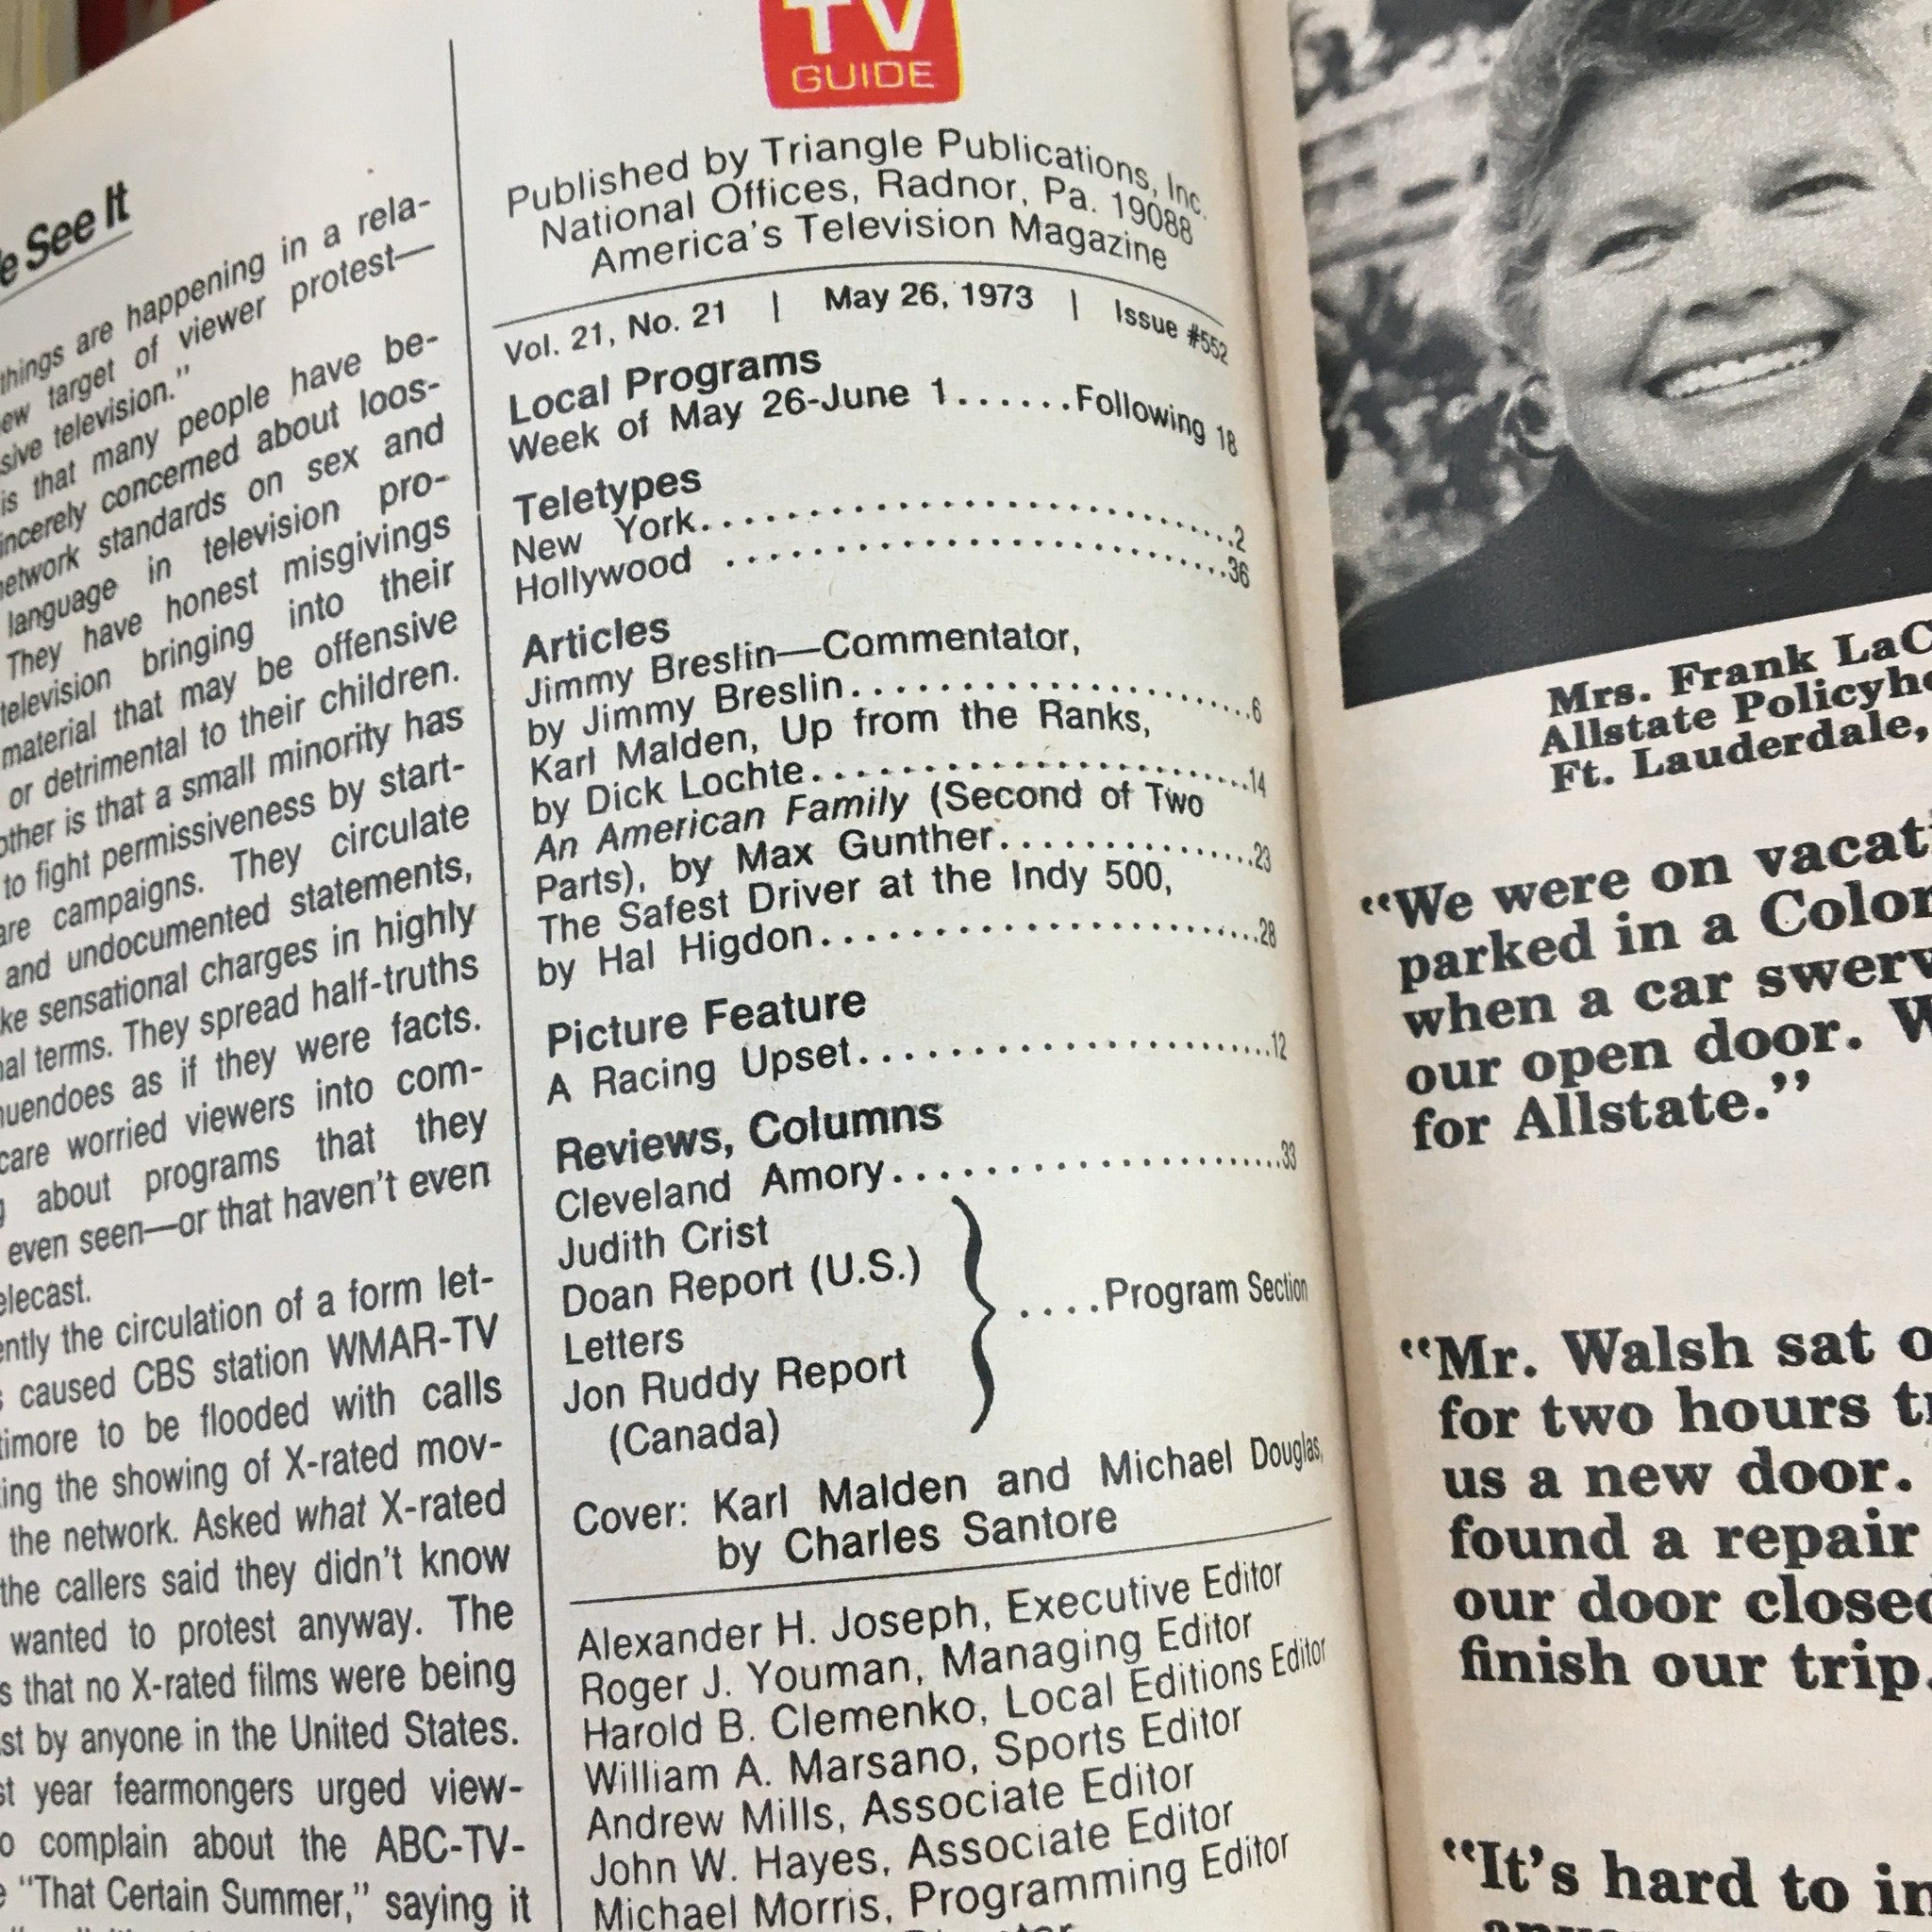 e See It
things are happening in a rela-
ew target of viewer protest—
sive television."
is that many people have be-
incerely concerned about loos-
network standards on sex and
language in television pro-
They have honest misgivings
television bringing into their
material that may be offensive
or detrimental to their children.
other is that a small minority has
to fight permissiveness by start-
are campaigns. They circulate
and undocumented statements,
ke sensational charges in highly
nal terms. They spread half-truths
nuendoes as if they were facts.
care worried viewers into com-
g about programs that they
even seen—or that haven't even
elecast.
ently the circulation of a form let-
s caused CBS station WMAR-TV
timore to be flooded with calls
ting the showing of X-rated mov-
the network. Asked what X-rated
the callers said they didn't know
wanted to protest anyway. The
s that no X-rated films were being
st by anyone in the United States.
st year fearmongers urged view-
o complain about the ABC-TV-
e "That Certain Summer," saying it
TV
GUIDE
Published by Triangle Publications, Inc.
National Offices, Radnor, Pa. 19088
America's Television Magazine
Vol. 21, No. 21 | May 26, 1973 | Issue #552
Local Programs
Week of May 26-June 1......Following 18
Teletypes
New York..............................2
Hollywood ............................36
Articles
Jimmy Breslin—Commentator,
by Jimmy Breslin......................6
Karl Malden, Up from the Ranks,
by Dick Lochte........................14
An American Family (Second of Two
Parts), by Max Gunther...............23
The Safest Driver at the Indy 500,
by Hal Higdon........................28
Picture Feature
A Racing Upset.......................12
Reviews, Columns
Cleveland Amory......................33
Judith Crist
Doan Report (U.S.)
Letters
Jon Ruddy Report
(Canada)
....Program Section
Cover: Karl Malden and Michael Douglas,
by Charles Santore
Alexander H. Joseph, Executive Editor
Roger J. Youman, Managing Editor
Harold B. Clemenko, Local Editions Editor
William A. Marsano, Sports Editor
Andrew Mills, Associate Editor
John W. Hayes, Associate Editor
Michael Morris, Programming Editor
Mrs. Frank LaC
Allstate Policyho
Ft. Lauderdale,
"We were on vacat
parked in a Color
when a car swerv
our open door. W
for Allstate."
"Mr. Walsh sat o
for two hours t
us a new door.
found a repair
our door closed
finish our trip.
"It's hard to in